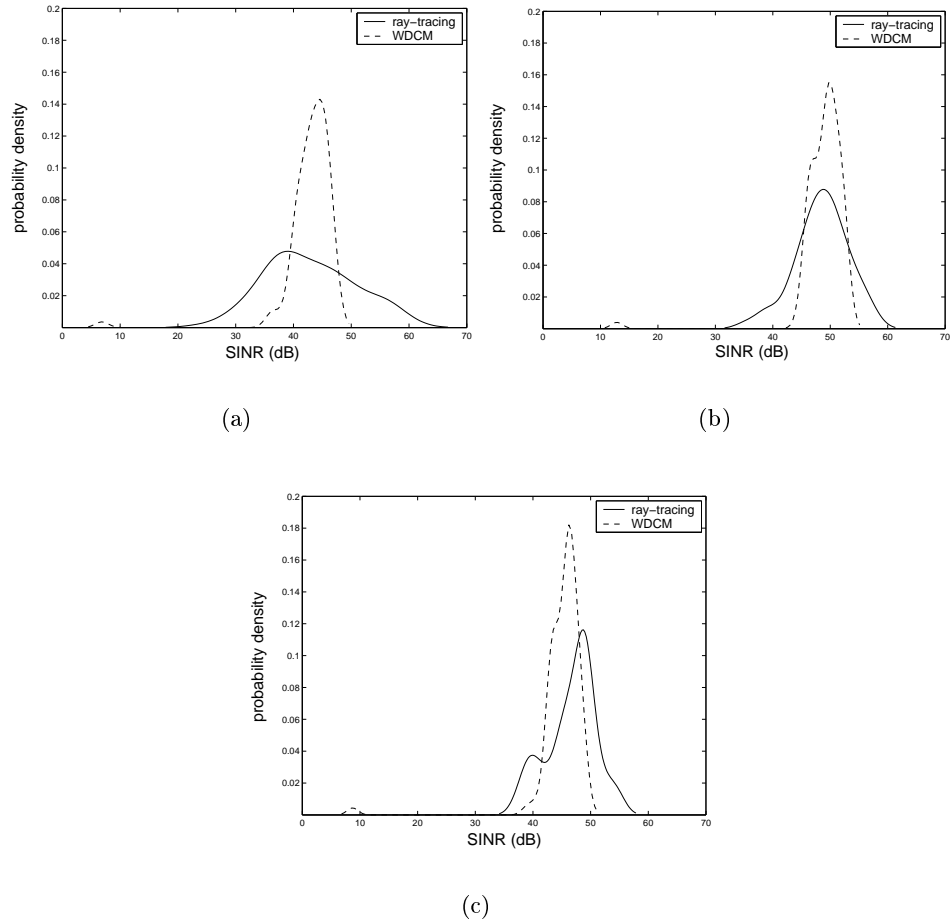 0.2
0.18
0.16
0.14
0.12
0.1
0.08
0.06
0.04
0.02
0 10 20 30 40 50 60 70
probability density
SINR (dB)
ray-tracing
WDCM
(a)
0.2
0.18
0.16
0.14
0.12
0.1
0.08
0.06
0.04
0.02
0 10 20 30 40 50 60 70
probability density
SINR (dB)
ray-tracing
WDCM
(b)
0.2
0.18
0.16
0.14
0.12
0.1
0.08
0.06
0.04
0.02
0 10 20 30 40 50 60 70
probability density
SINR (dB)
ray-tracing
WDCM
(c)